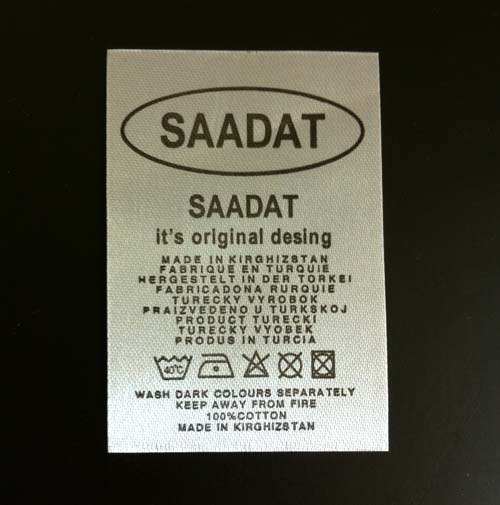 SAADAT
SAADAT
it's original desing
MADE IN KIRGHIZSTAN
FABRIQUE EN TURQUIE
HERGESTELT IN DER TORKEI
FABRICADONA RURQUIE
TURECKY VYROBOK
PRAIZVEDENO U TURKSKOJ
PRODUCT TURECKI
TURECKY VYOBEK
PRODUS IN TURCIA
40°C
WASH DARK COLOURS SEPARATELY
KEEP AWAY FROM FIRE
100%COTTON
MADE IN KIRGHIZSTAN